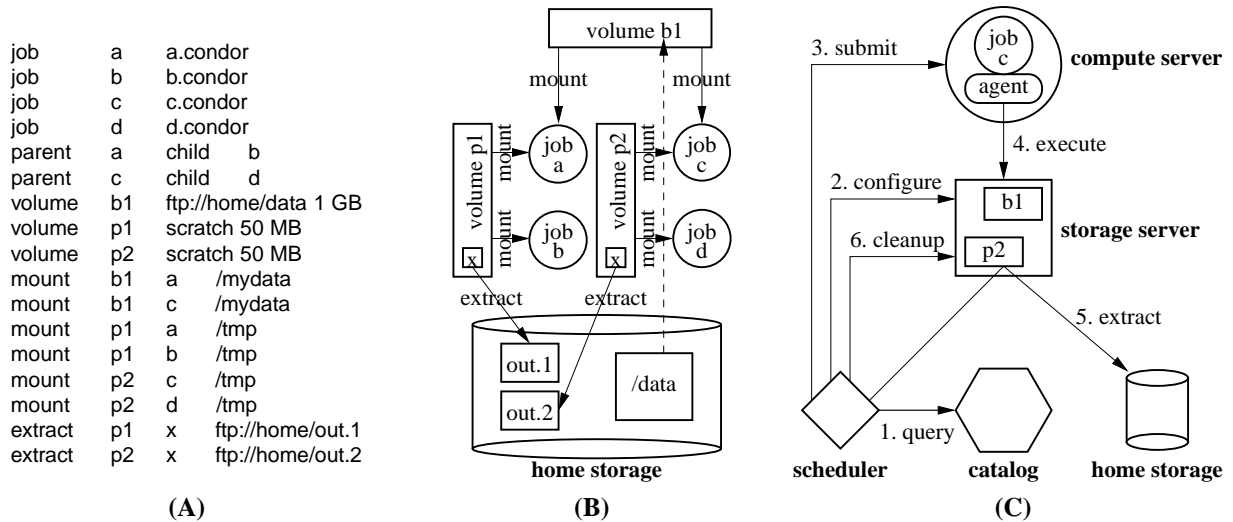 job a a.condor
job b b.condor
job c c.condor
job d d.condor
parent a child b
parent c child d
volume b1 ftp://home/data 1 GB
volume p1 scratch 50 MB
volume p2 scratch 50 MB
mount b1 a /mydata
mount b1 c /mydata
mount p1 a /tmp
mount p1 b /tmp
mount p2 c /tmp
mount p2 d /tmp
extract p1 x ftp://home/out.1
extract p2 x ftp://home/out.2
(A)
volume b1
mount
mount
volume p1
mount
job
a
volume p2
mount
job
c
mount
job
b
mount
job
d
x
x
extract
extract
out.1
out.2
/data
home storage
(B)
3. submit
job
c
agent
compute server
4. execute
2. configure
b1
storage server
6. cleanup
p2
5. extract
1. query
scheduler
catalog
home storage
(C)